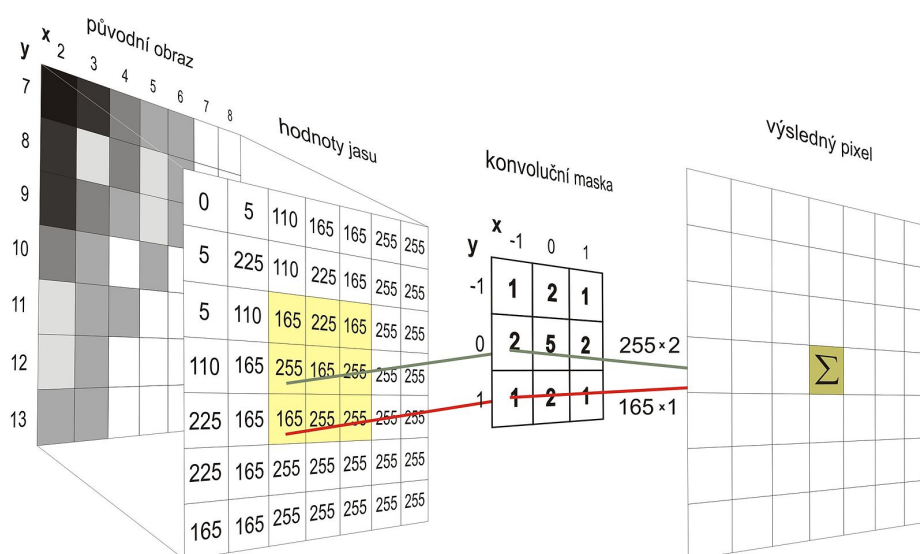 původní obraz
x
y
2 3 4 5 6 7 8
7
8
9
10
11
12
13
hodnoty jasu
0 5 110 165 165 255 255
5 225 110 225 165 255 255
5 110 165 225 165 255 255
110 165 255 165 255 255 255
225 165 165 255 255 255 255
225 165 255 255 255 255 255
165 165 255 255 255 255 255
konvoluční maska
x
y
-1 0 1
-1 1 2 1
0 2 5 2
1 1 2 1
255×2
165×1
výsledný pixel
Σ